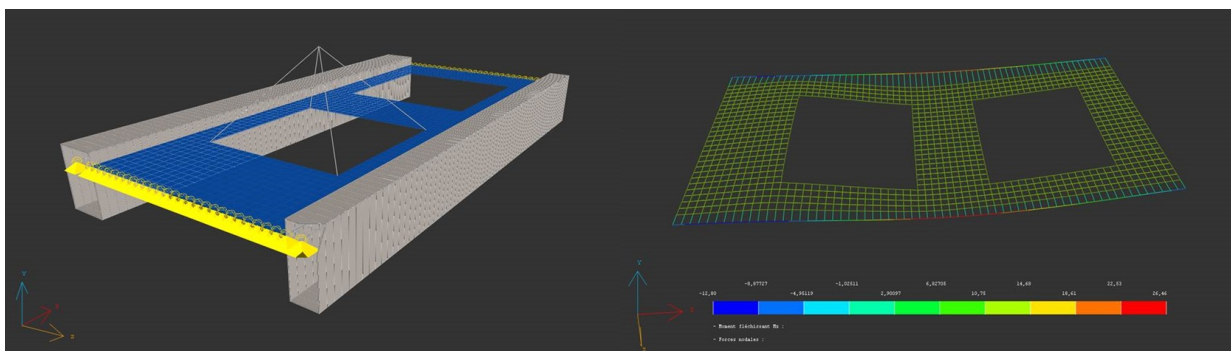 Y
X
Z
Y
X
Z
-9,87727 -1,02511 6,82705 14,68 22,53
-12,80 -4,95119 2,90097 10,75 18,61 26,46
- Moment fléchissant Mz :
- Forces nodales :